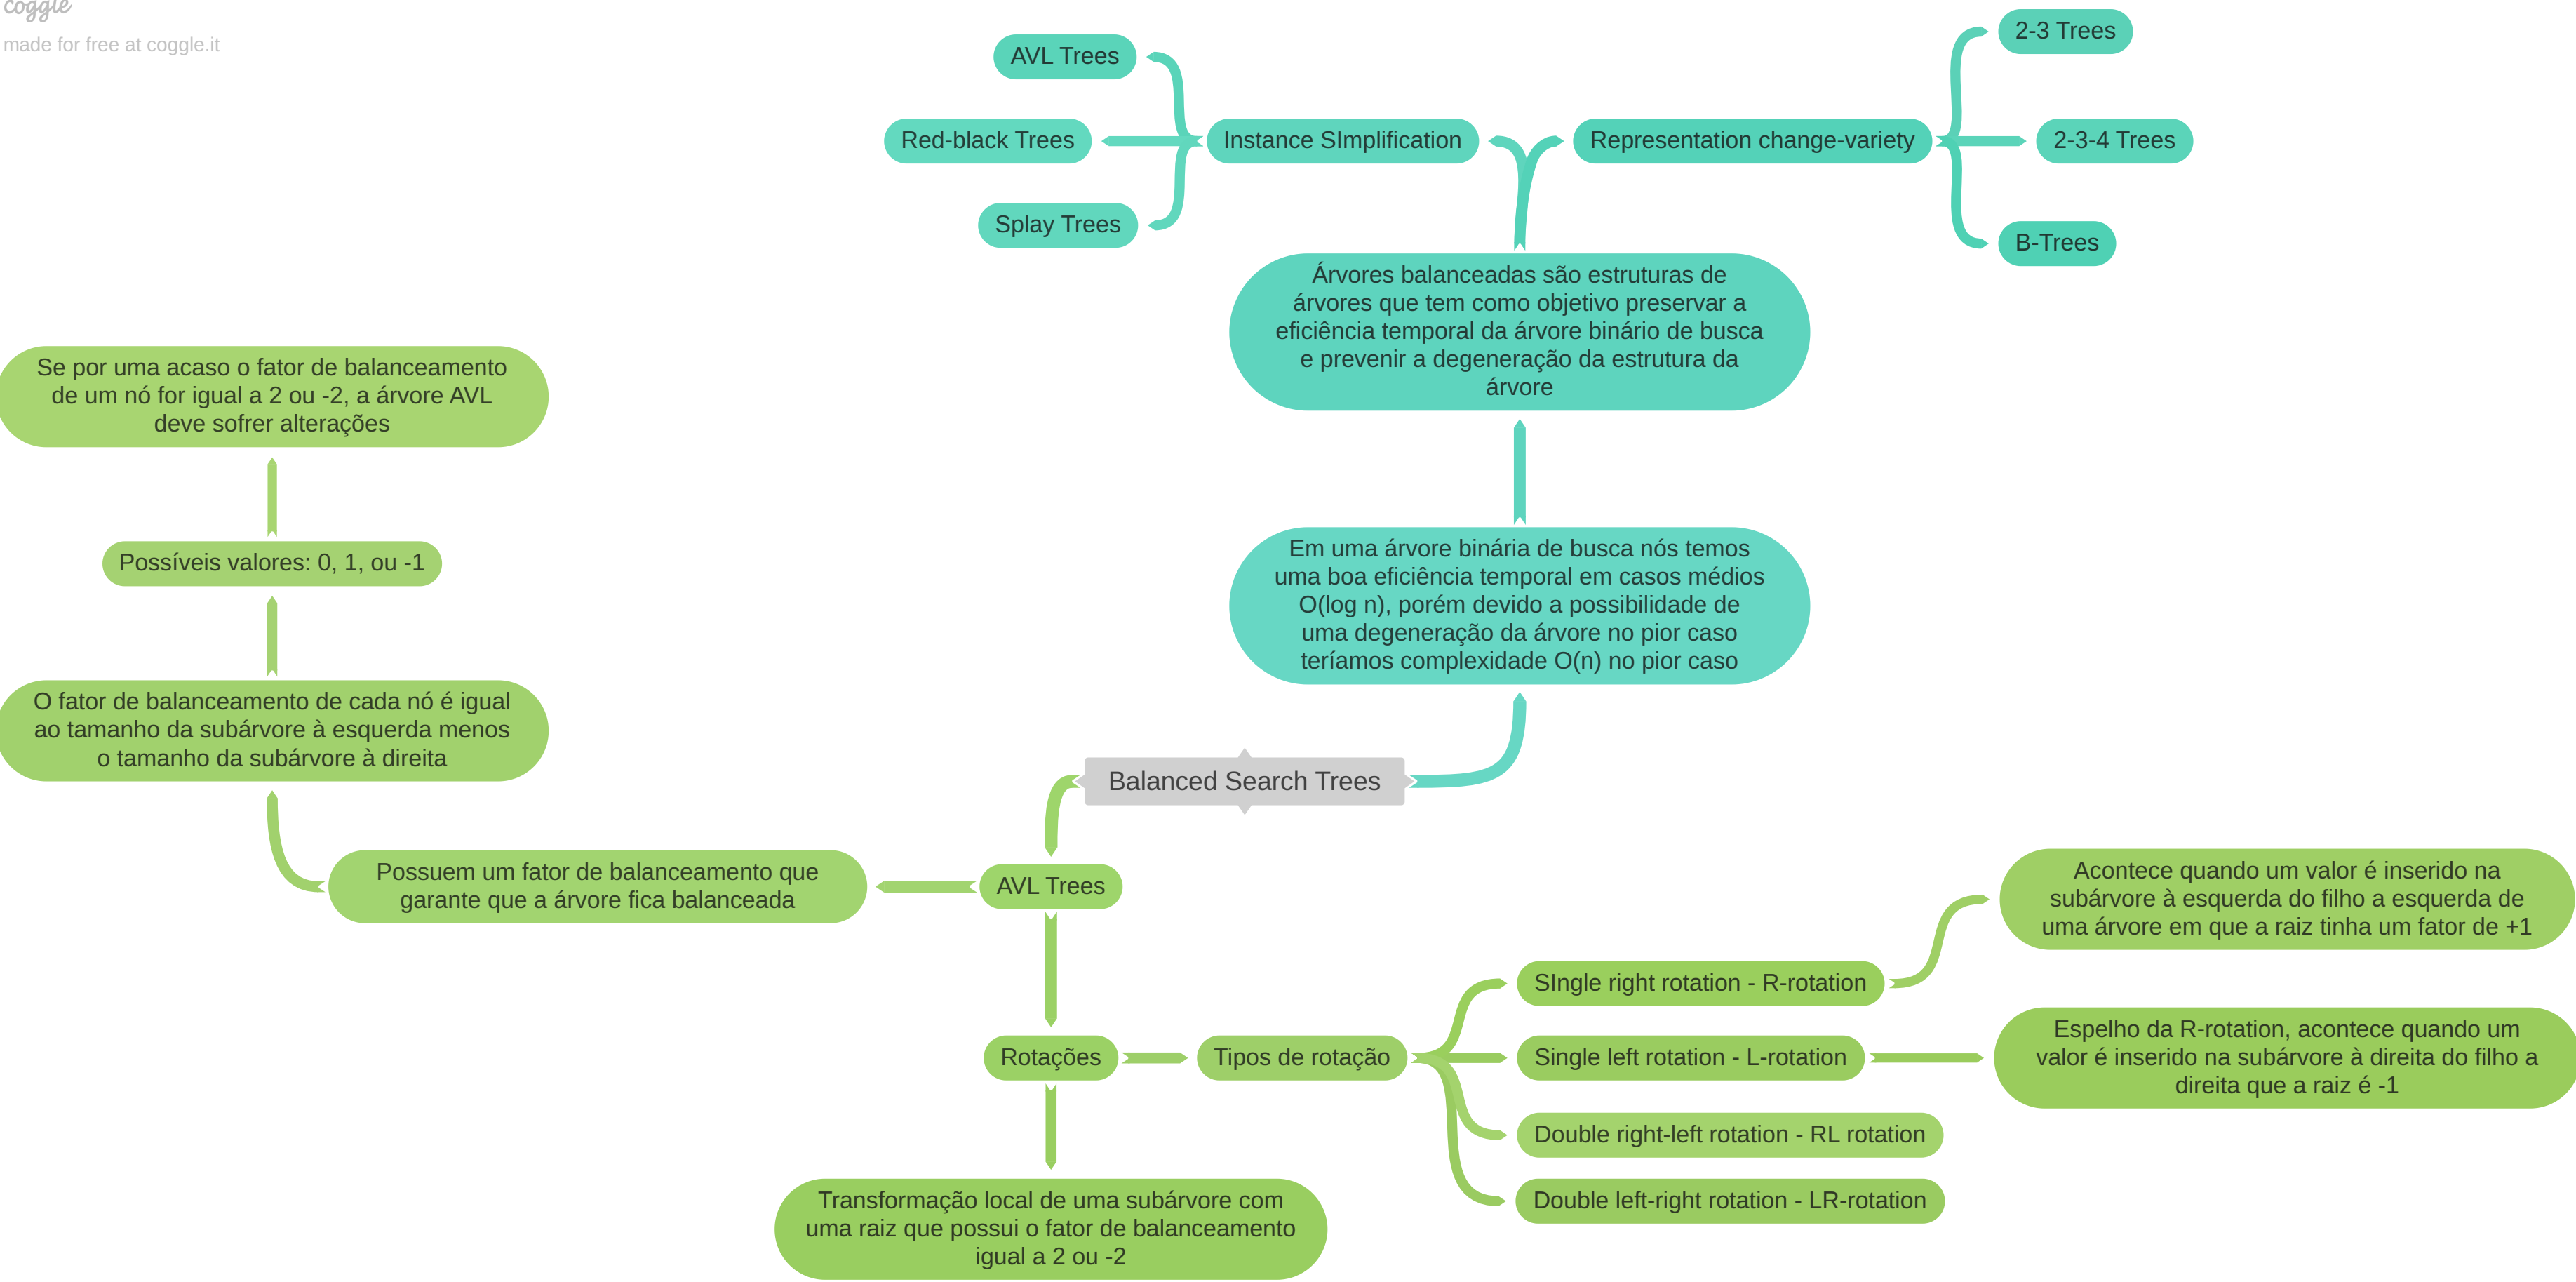 coggle
made for free at coggle.it
AVL Trees
Red-black Trees
Splay Trees
Instance SImplification
Representation change-variety
2-3 Trees
2-3-4 Trees
B-Trees
Árvores balanceadas são estruturas de
árvores que tem como objetivo preservar a
eficiência temporal da árvore binário de busca
e prevenir a degeneração da estrutura da
árvore
Em uma árvore binária de busca nós temos
uma boa eficiência temporal em casos médios
O(log n), porém devido a possibilidade de
uma degeneração da árvore no pior caso
teríamos complexidade O(n) no pior caso
Se por uma acaso o fator de balanceamento
de um nó for igual a 2 ou -2, a árvore AVL
deve sofrer alterações
Possíveis valores: 0, 1, ou -1
O fator de balanceamento de cada nó é igual
ao tamanho da subárvore à esquerda menos
o tamanho da subárvore à direita
Balanced Search Trees
Possuem um fator de balanceamento que
garante que a árvore fica balanceada
AVL Trees
Rotações
Tipos de rotação
SIngle right rotation - R-rotation
Acontece quando um valor é inserido na
subárvore à esquerda do filho a esquerda de
uma árvore em que a raiz tinha um fator de +1
Single left rotation - L-rotation
Espelho da R-rotation, acontece quando um
valor é inserido na subárvore à direita do filho a
direita que a raiz é -1
Double right-left rotation - RL rotation
Double left-right rotation - LR-rotation
Transformação local de uma subárvore com
uma raiz que possui o fator de balanceamento
igual a 2 ou -2